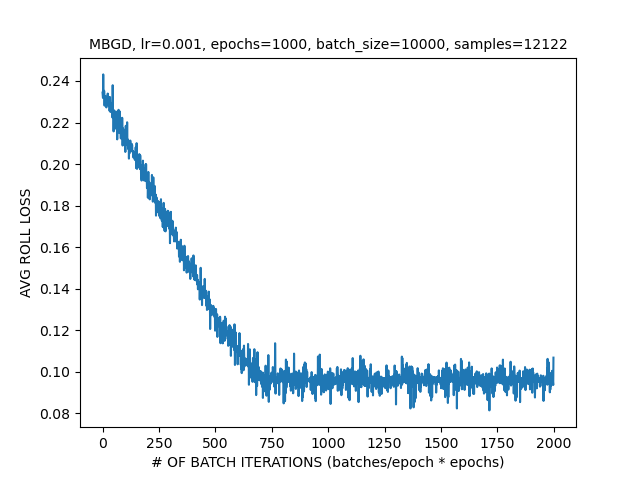 MBGD, lr=0.001, epochs=1000, batch_size=10000, samples=12122
0.24
0.22
0.20
0.18
0.16
0.14
0.12
0.10
0.08
AVG ROLL LOSS
0 250 500 750 1000 1250 1500 1750 2000
# OF BATCH ITERATIONS (batches/epoch * epochs)